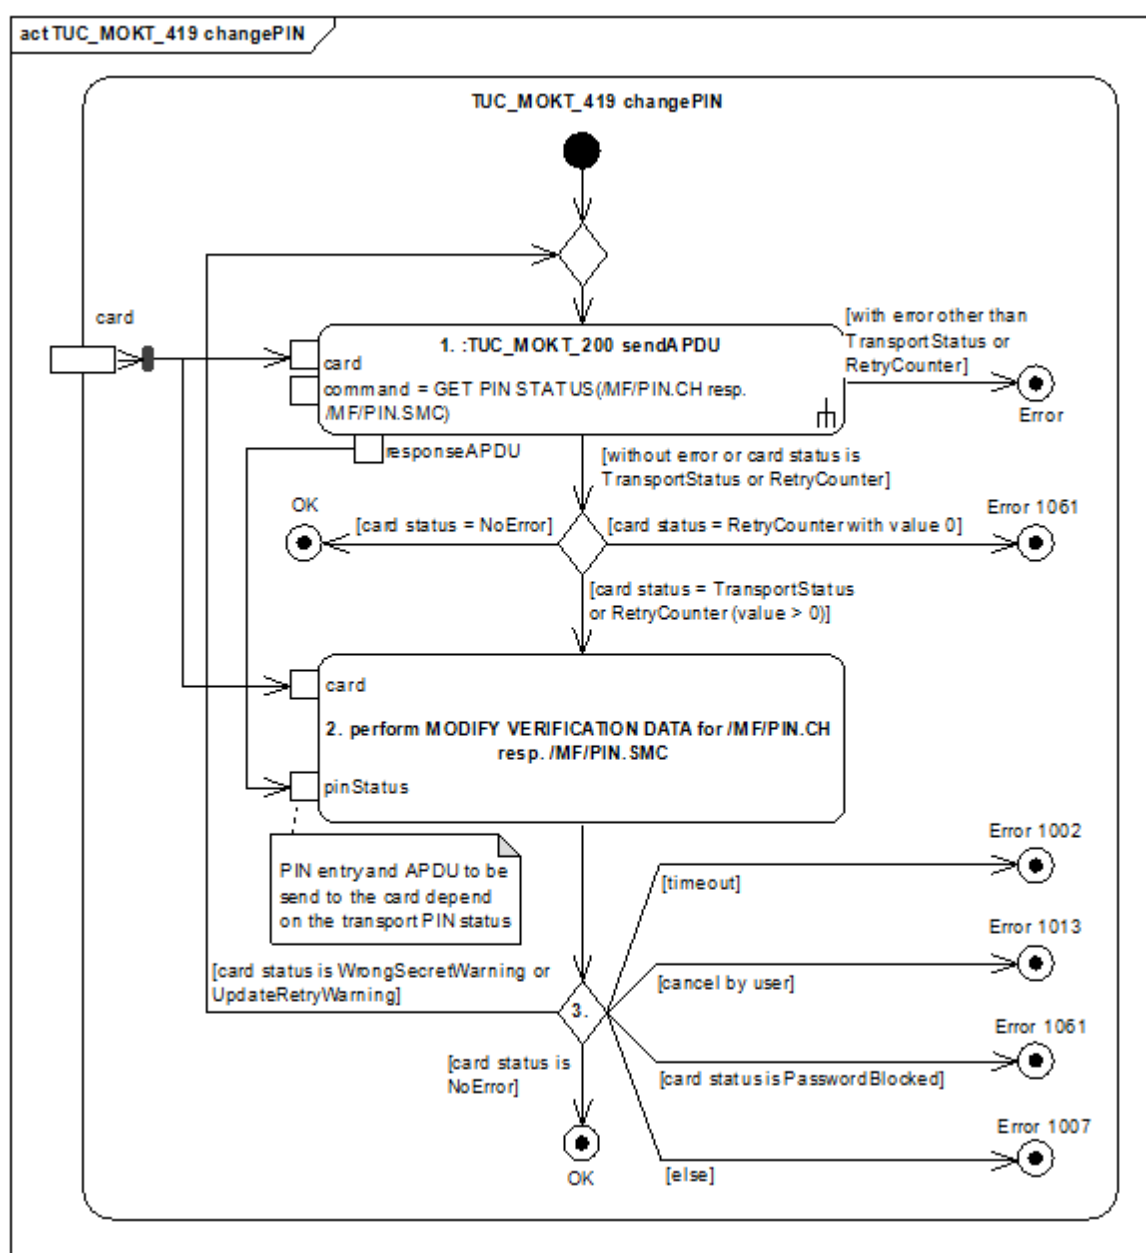 act TUC_MOKT_419 changePIN
TUC_MOKT_419 changePIN
card
1. :TUC_MOKT_200 sendAPDU
card
command = GET PIN STATUS(/MF/PIN.CH resp.
/MF/PIN.SMC)
[with error other than
TransportStatus or
RetryCounter]
Error
responseAPDU
[without error or card status is
TransportStatus or RetryCounter]
OK
[card status = NoError]
[card status = RetryCounter with value 0]
Error 1061
[card status = TransportStatus
or RetryCounter (value > 0)]
card
2. perform MODIFY VERIFICATION DATA for /MF/PIN.CH
resp. /MF/PIN.SMC
pinStatus
PIN entry and APDU to be
send to the card depend
on the transport PIN status
Error 1002
[timeout]
Error 1013
[cancel by user]
[card status is WrongSecretWarning or
UpdateRetryWarning]
3.
Error 1061
[card status is PasswordBlocked]
[card status is
NoError]
OK
Error 1007
[else]